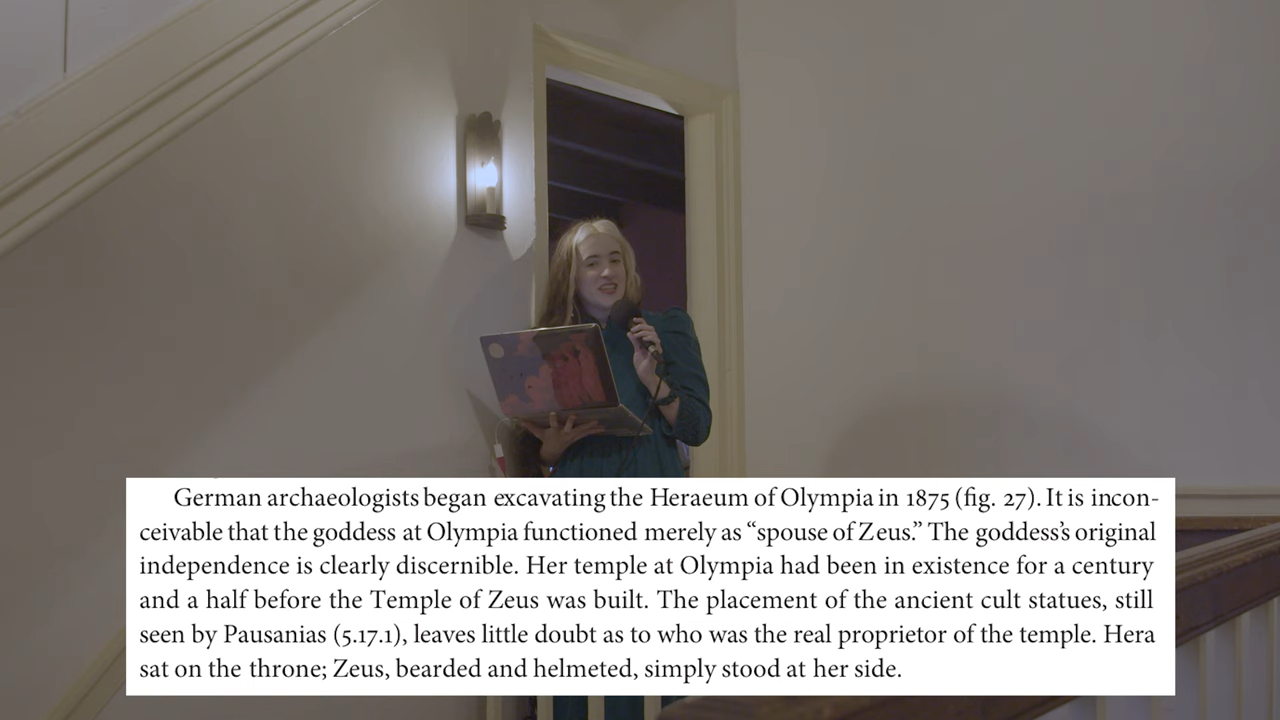 German archaeologists began excavating the Heraeum of Olympia in 1875 (fig. 27). It is incon-
ceivable that the goddess at Olympia functioned merely as “spouse of Zeus.” The goddess’s original
independence is clearly discernible. Her temple at Olympia had been in existence for a century
and a half before the Temple of Zeus was built. The placement of the ancient cult statues, still
seen by Pausanias (5.17.1), leaves little doubt as to who was the real proprietor of the temple. Hera
sat on the throne; Zeus, bearded and helmeted, simply stood at her side.